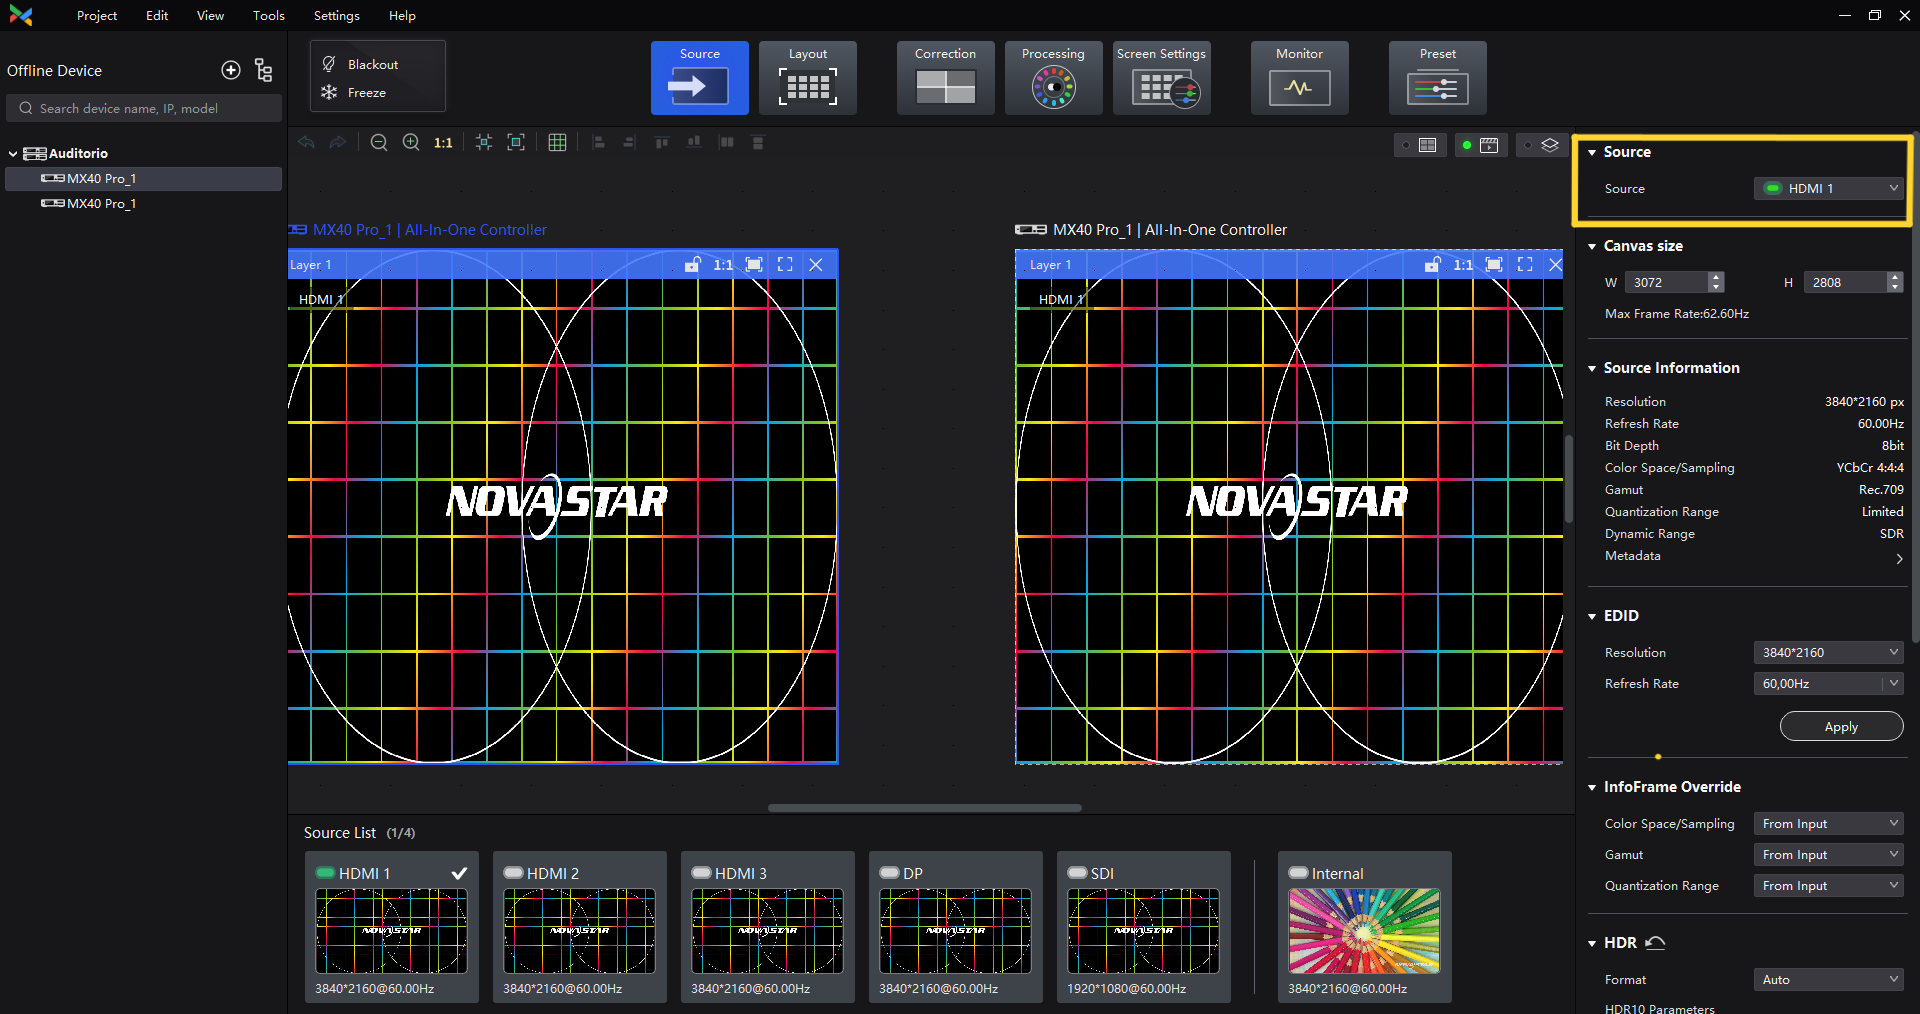 Project Edit View Tools Settings Help
Offline Device
Search device name, IP, model
Auditorio
MX40 Pro_1
MX40 Pro_1
Blackout
Freeze
Source
Layout
Correction
Processing
Screen Settings
Monitor
Preset
1:1
MX40 Pro_1 | All-In-One Controller
Layer 1
1:1
HDMI 1
NOVASTAR
MX40 Pro_1 | All-In-One Controller
Layer 1
1:1
HDMI 1
NOVASTAR
Source List (1/4)
HDMI 1
NOVASTAR
3840*2160@60.00Hz
HDMI 2
NOVASTAR
3840*2160@60.00Hz
HDMI 3
NOVASTAR
3840*2160@60.00Hz
DP
NOVASTAR
3840*2160@60.00Hz
SDI
NOVASTAR
1920*1080@60.00Hz
Internal
3840*2160@60.00Hz
Source
Source HDMI 1
Canvas size
W 3072 H 2808
Max Frame Rate:62.60Hz
Source Information
Resolution 3840*2160 px
Refresh Rate 60.00Hz
Bit Depth 8bit
Color Space/Sampling YCbCr 4:4:4
Gamut Rec.709
Quantization Range Limited
Dynamic Range SDR
Metadata
EDID
Resolution 3840*2160
Refresh Rate 60,00Hz
Apply
InfoFrame Override
Color Space/Sampling From Input
Gamut From Input
Quantization Range From Input
HDR
Format Auto
HDR10 Parameters